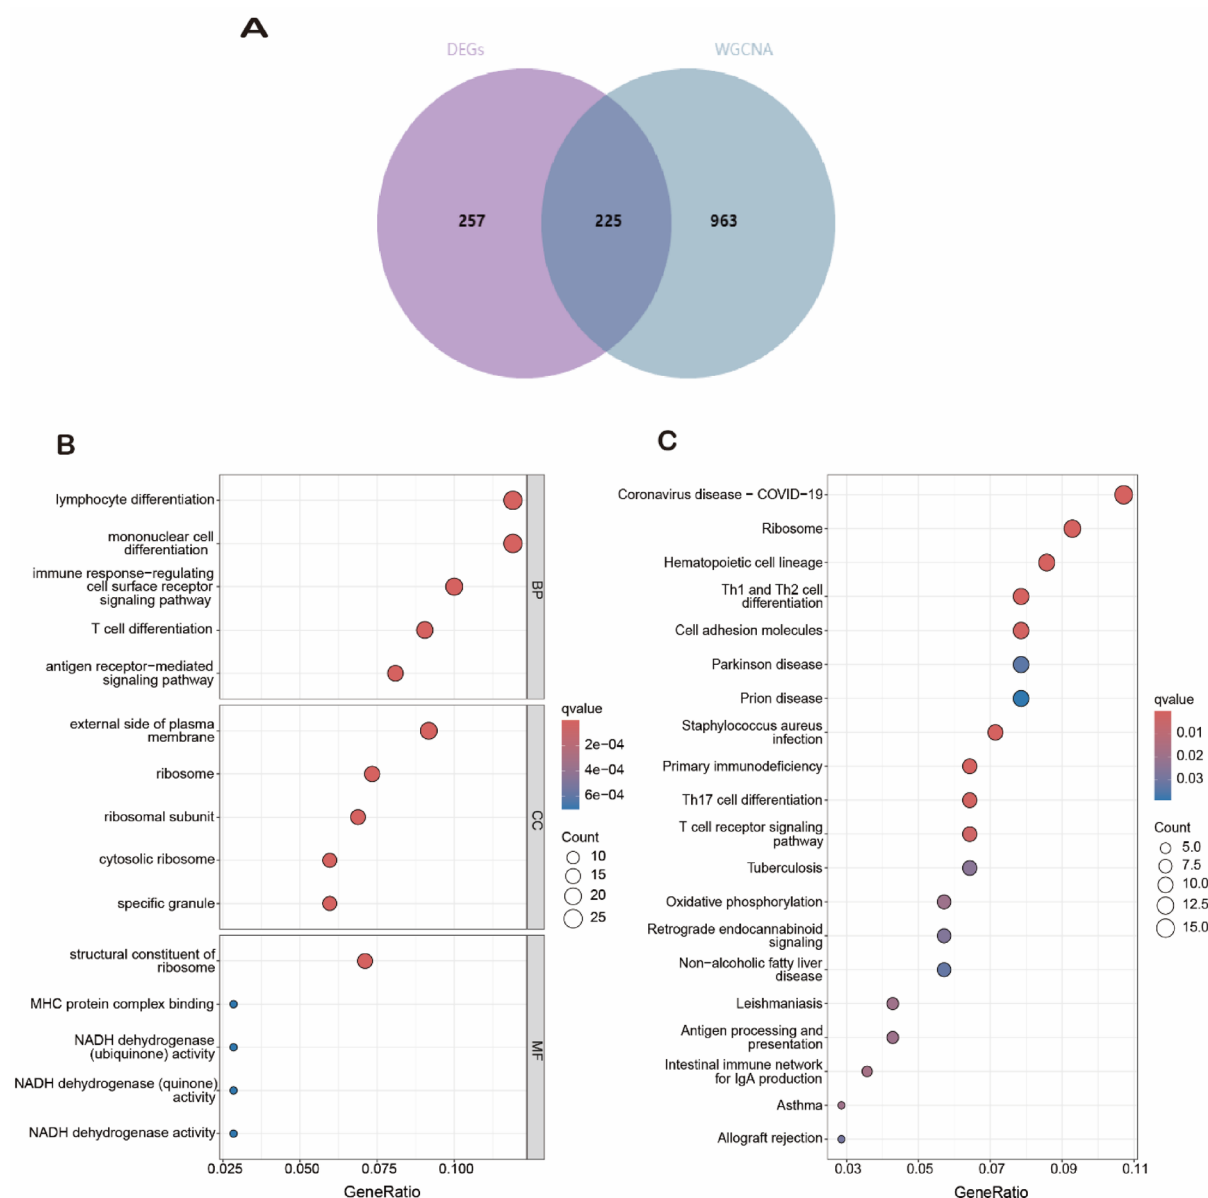 A
DEGs
WGCNA
257
225
963
B
lymphocyte differentiation
mononuclear cell
differentiation
immune response−regulating
cell surface receptor
signaling pathway
T cell differentiation
antigen receptor−mediated
signaling pathway
BP
external side of plasma
membrane
ribosome
ribosomal subunit
cytosolic ribosome
specific granule
CC
structural constituent of
ribosome
MHC protein complex binding
NADH dehydrogenase
(ubiquinone) activity
NADH dehydrogenase (quinone)
activity
NADH dehydrogenase activity
MF
0.025
0.050
0.075
0.100
GeneRatio
qvalue
2e−04
4e−04
6e−04
Count
10
15
20
25
C
Coronavirus disease − COVID−19
Ribosome
Hematopoietic cell lineage
Th1 and Th2 cell
differentiation
Cell adhesion molecules
Parkinson disease
Prion disease
Staphylococcus aureus
infection
Primary immunodeficiency
Th17 cell differentiation
T cell receptor signaling
pathway
Tuberculosis
Oxidative phosphorylation
Retrograde endocannabinoid
signaling
Non−alcoholic fatty liver
disease
Leishmaniasis
Antigen processing and
presentation
Intestinal immune network
for IgA production
Asthma
Allograft rejection
0.03
0.05
0.07
0.09
0.11
GeneRatio
qvalue
0.01
0.02
0.03
Count
5.0
7.5
10.0
12.5
15.0